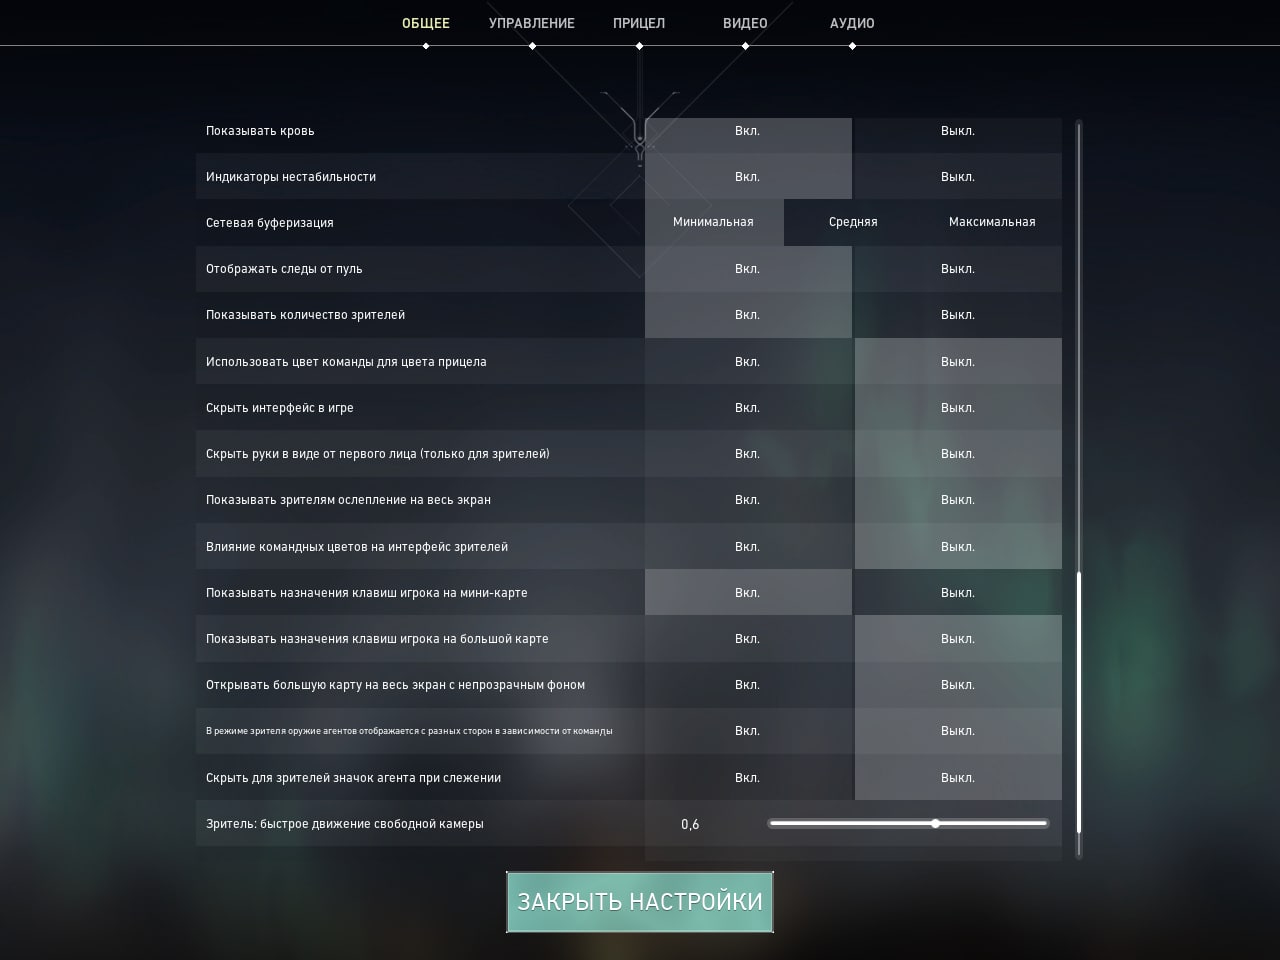 ОБЩЕЕ УПРАВЛЕНИЕ ПРИЦЕЛ ВИДЕО АУДИО
Показывать кровь Вкл. Выкл.
Индикаторы нестабильности Вкл. Выкл.
Сетевая буферизация Минимальная Средняя Максимальная
Отображать следы от пуль Вкл. Выкл.
Показывать количество зрителей Вкл. Выкл.
Использовать цвет команды для цвета прицела Вкл. Выкл.
Скрыть интерфейс в игре Вкл. Выкл.
Скрыть руки в виде от первого лица (только для зрителей) Вкл. Выкл.
Показывать зрителям ослепление на весь экран Вкл. Выкл.
Влияние командных цветов на интерфейс зрителей Вкл. Выкл.
Показывать назначения клавиш игрока на мини-карте Вкл. Выкл.
Показывать назначения клавиш игрока на большой карте Вкл. Выкл.
Открывать большую карту на весь экран с непрозрачным фоном Вкл. Выкл.
В режиме зрителя оружие агентов отображается с разных сторон в зависимости от команды Вкл. Выкл.
Скрыть для зрителей значок агента при слежении Вкл. Выкл.
Зритель: быстрое движение свободной камеры 0,6
ЗАКРЫТЬ НАСТРОЙКИ